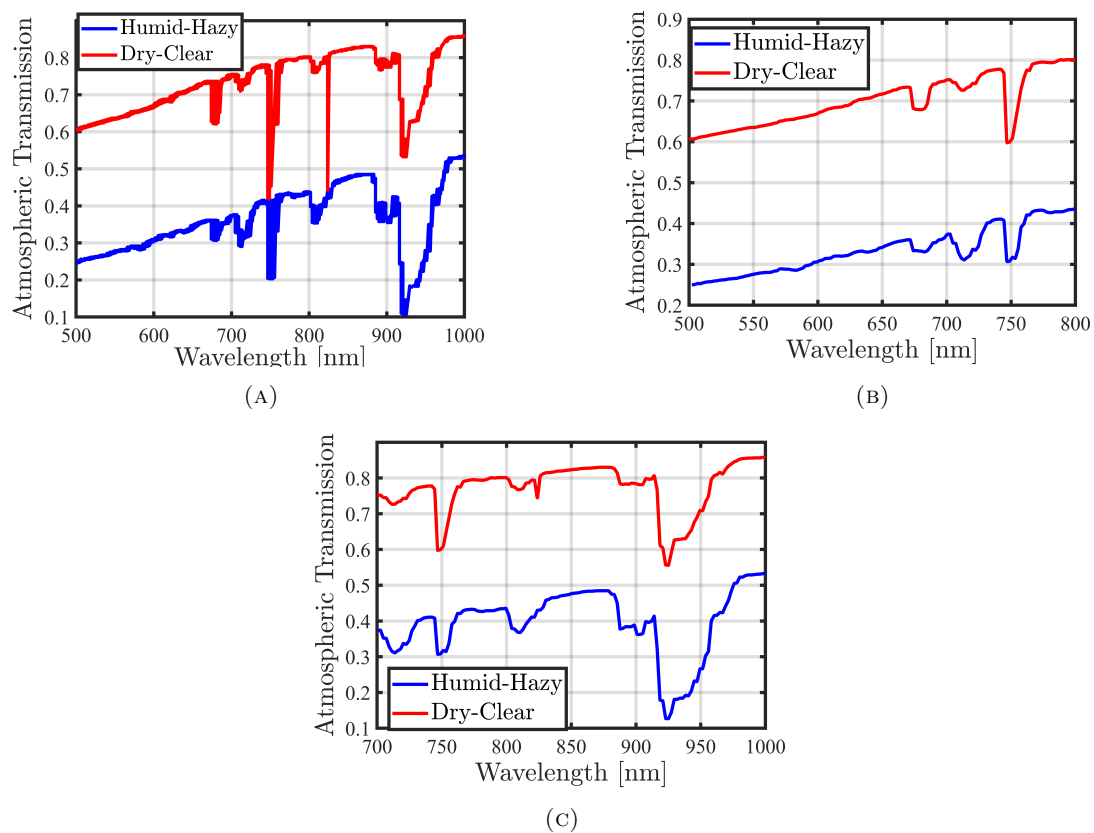 Humid-Hazy
Dry-Clear
Atmospheric Transmission
0.8
0.7
0.6
0.5
0.4
0.3
0.2
0.1
500 600 700 800 900 1000
Wavelength [nm]
(A)
Humid-Hazy
Dry-Clear
Atmospheric Transmission
0.9
0.8
0.7
0.6
0.5
0.4
0.3
0.2
500 550 600 650 700 750 800
Wavelength [nm]
(B)
Atmospheric Transmission
0.8
0.7
0.6
0.5
0.4
0.3
0.2
0.1
Humid-Hazy
Dry-Clear
700 750 800 850 900 950 1000
Wavelength [nm]
(C)